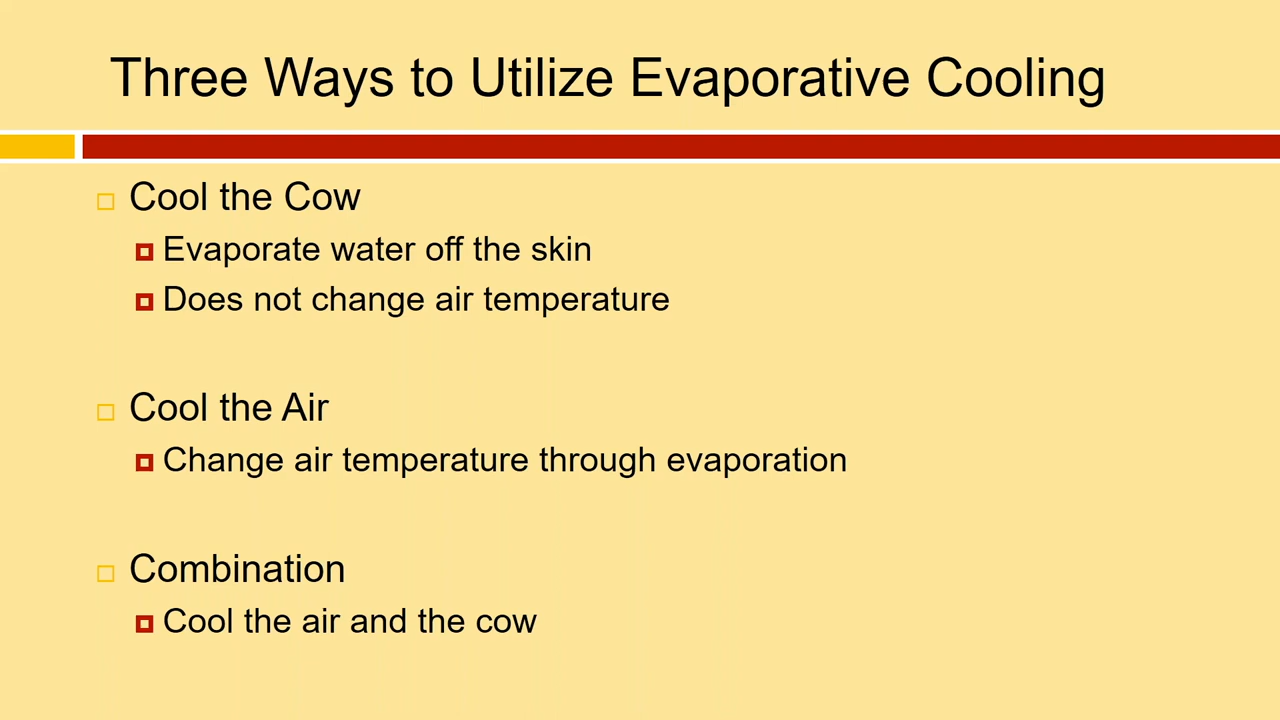 Three Ways to Utilize Evaporative Cooling
Cool the Cow
Evaporate water off the skin
Does not change air temperature
Cool the Air
Change air temperature through evaporation
Combination
Cool the air and the cow